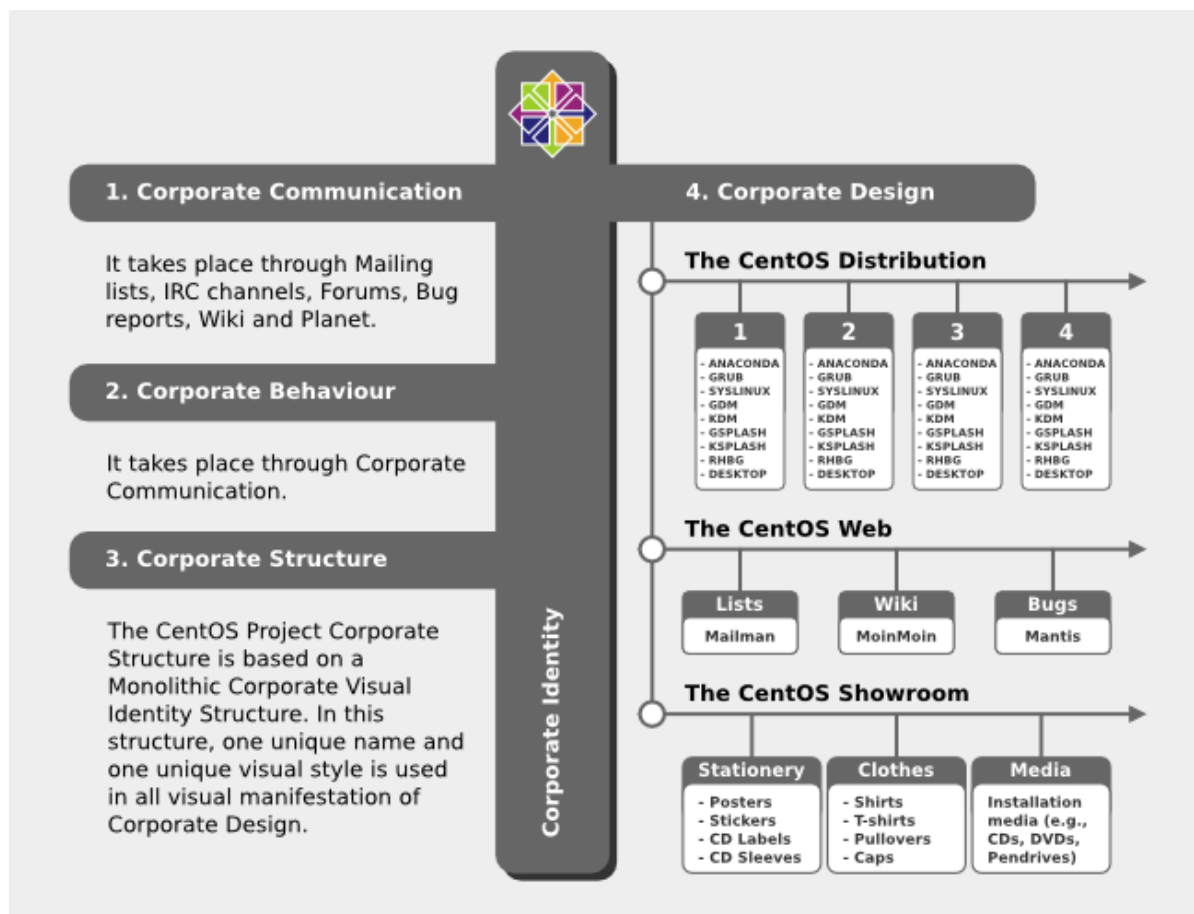 1. Corporate Communication
It takes place through Mailing
lists, IRC channels, Forums, Bug
reports, Wiki and Planet.
2. Corporate Behaviour
It takes place through Corporate
Communication.
3. Corporate Structure
The CentOS Project Corporate
Structure is based on a
Monolithic Corporate Visual
Identity Structure. In this
structure, one unique name and
one unique visual style is used
in all visual manifestation of
Corporate Design.
Corporate Identity
4. Corporate Design
The CentOS Distribution
1
- ANACONDA
- GRUB
- SYSLINUX
- GDM
- KDM
- GSPLASH
- KSPLASH
- RHBG
- DESKTOP
2
- ANACONDA
- GRUB
- SYSLINUX
- GDM
- KDM
- GSPLASH
- KSPLASH
- RHBG
- DESKTOP
3
- ANACONDA
- GRUB
- SYSLINUX
- GDM
- KDM
- GSPLASH
- KSPLASH
- RHBG
- DESKTOP
4
- ANACONDA
- GRUB
- SYSLINUX
- GDM
- KDM
- GSPLASH
- KSPLASH
- RHBG
- DESKTOP
The CentOS Web
Lists
Mailman
Wiki
MoinMoin
Bugs
Mantis
The CentOS Showroom
Stationery
- Posters
- Stickers
- CD Labels
- CD Sleeves
Clothes
- Shirts
- T-shirts
- Pullovers
- Caps
Media
Installation
media (e.g.,
CDs, DVDs,
Pendrives)